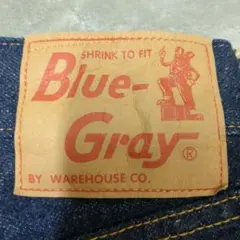 SHRINK TO FIT
Blue-
Gray®
BY WAREHOUSE CO.